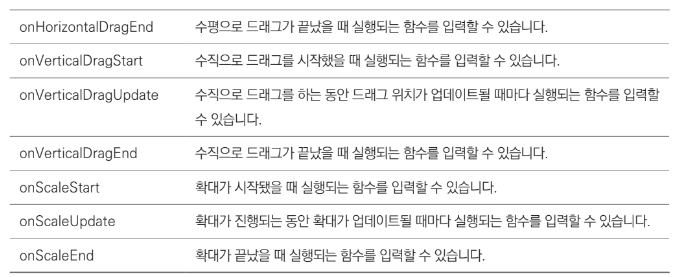 onHorizontalDragEnd 수평으로 드래그가 끝났을 때 실행되는 함수를 입력할 수 있습니다.
onVerticalDragStart 수직으로 드래그를 시작했을 때 실행되는 함수를 입력할 수 있습니다.
onVerticalDragUpdate 수직으로 드래그를 하는 동안 드래그 위치가 업데이트될 때마다 실행되는 함수를 입력할
수 있습니다.
onVerticalDragEnd 수직으로 드래그가 끝났을 때 실행되는 함수를 입력할 수 있습니다.
onScaleStart 확대가 시작됐을 때 실행되는 함수를 입력할 수 있습니다.
onScaleUpdate 확대가 진행되는 동안 확대가 업데이트될 때마다 실행되는 함수를 입력할 수 있습니다.
onScaleEnd 확대가 끝났을 때 실행되는 함수를 입력할 수 있습니다.